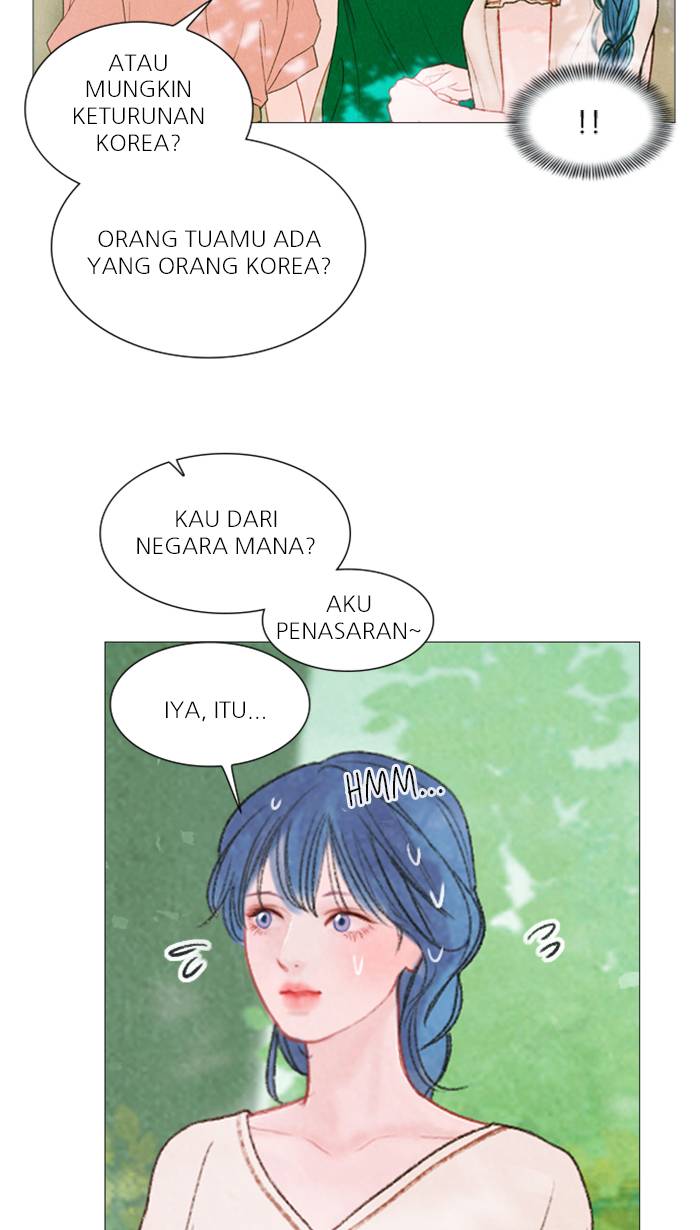 ATAU
MUNGKIN
KETURUNAN
KOREA?
!!
ORANG TUAMU ADA
YANG ORANG KOREA?
KAU DARI
NEGARA MANA?
AKU
PENASARAN~
IYA, ITU...
HMM...